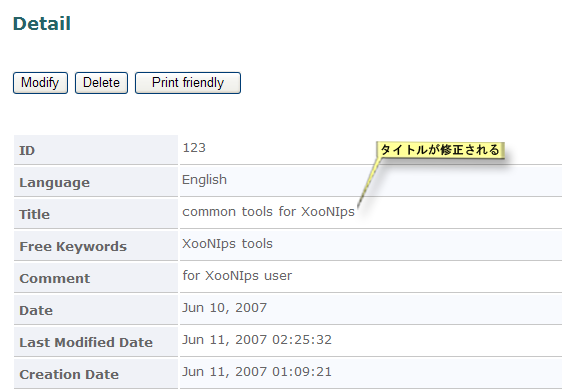 Detail
Modify Delete Print friendly
ID 123
タイトルが修正される
Language English
Title common tools for XooNIps
Free Keywords XooNIps tools
Comment for XooNIps user
Date Jun 10, 2007
Last Modified Date Jun 11, 2007 02:25:32
Creation Date Jun 11, 2007 01:09:21